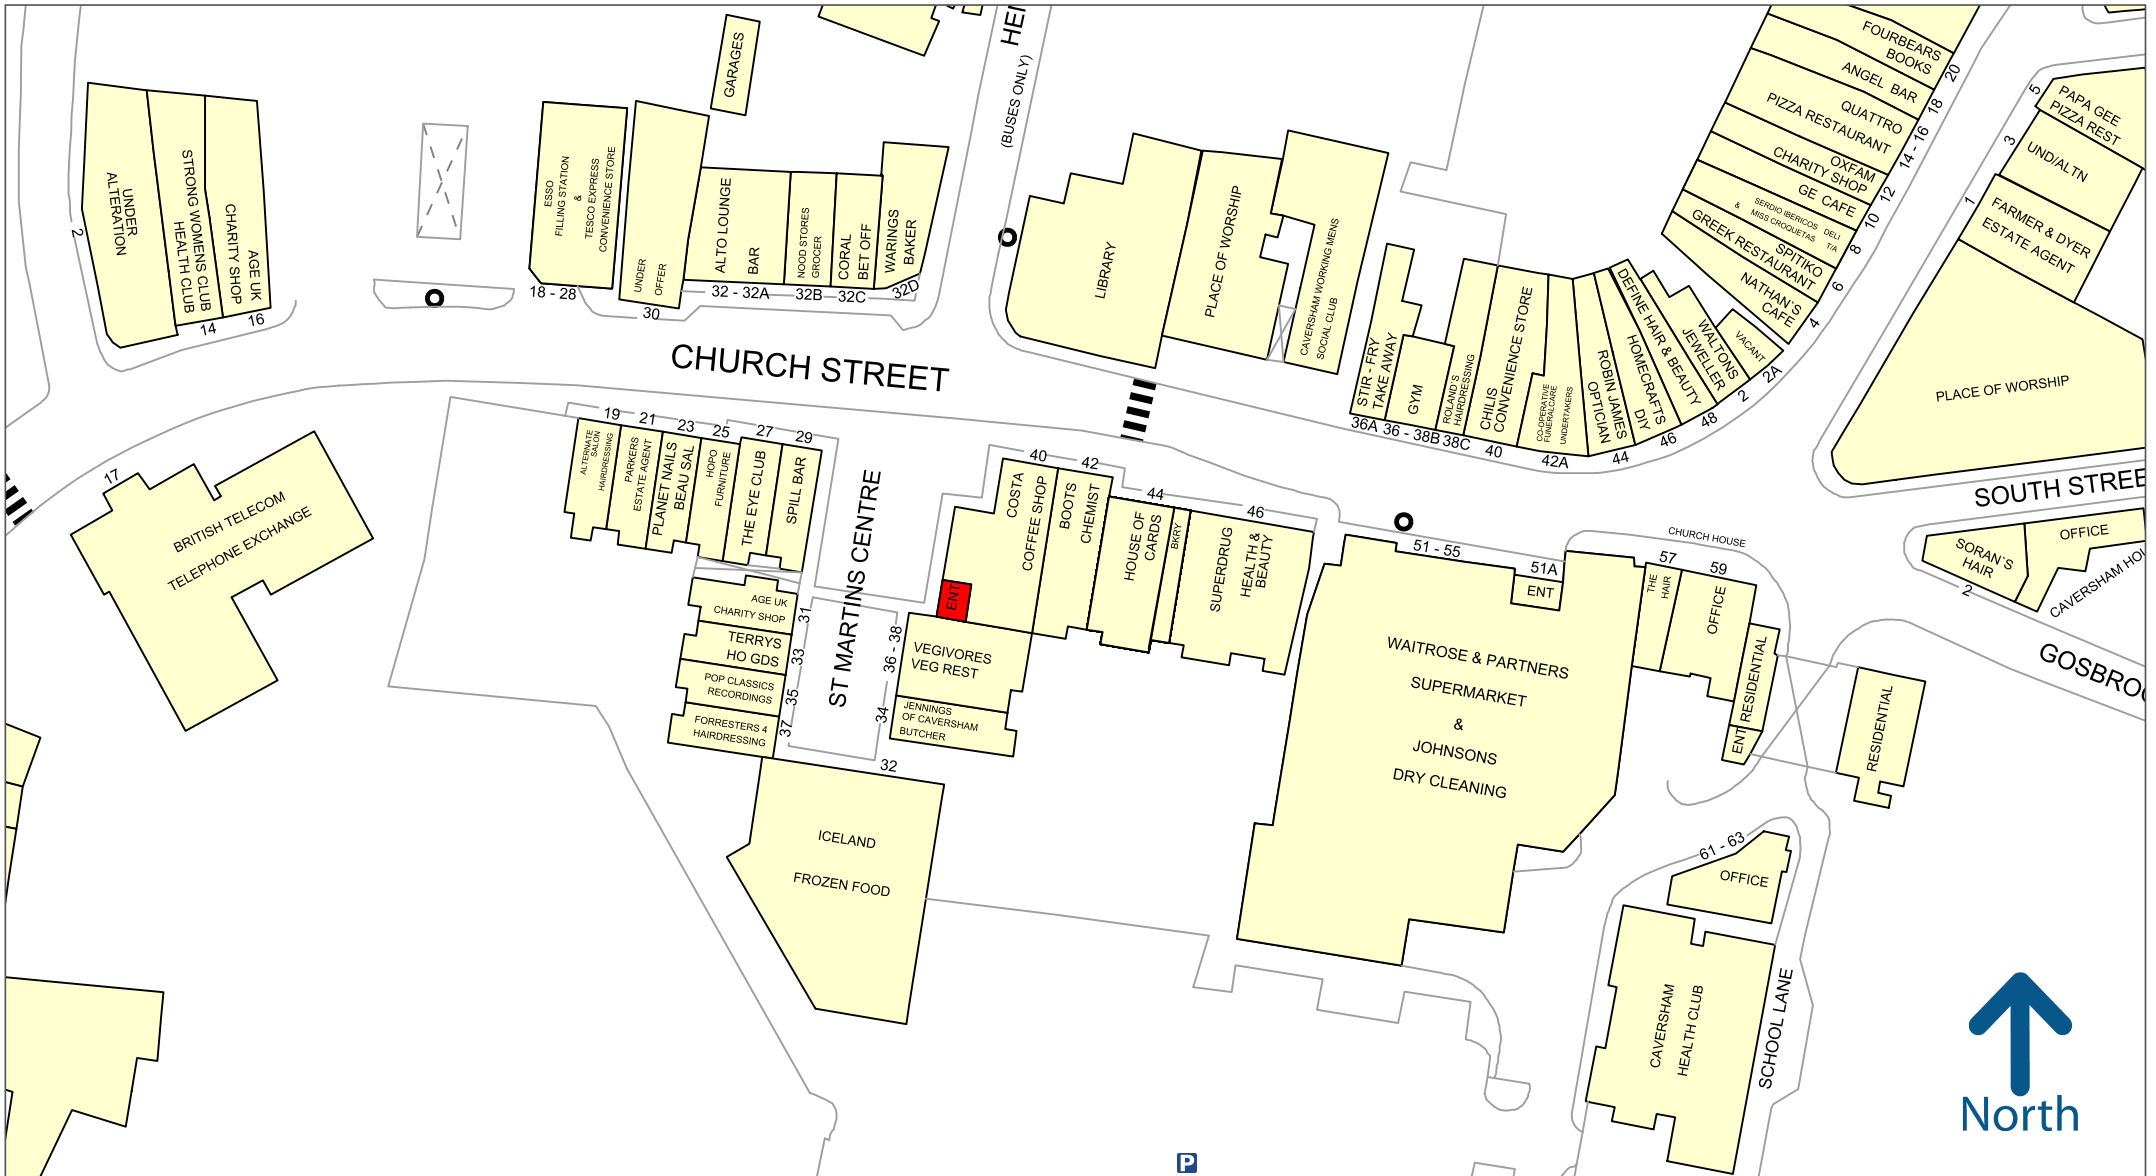 UNDER
ALTERATION
2
STRONG WOMENS CLUB
HEALTH CLUB
14
AGE UK
CHARITY SHOP
16
GARAGES
ESSO
FILLING STATION
&
TESCO EXPRESS
CONVENIENCE STORE
18 - 28
UNDER
OFFER
30
ALTO LOUNGE
BAR
32 - 32A
NOOD STORES
GROCER
32B
CORAL
BET OFF
32C
WARINGS
BAKER
32D
HEI
(BUSES ONLY)
LIBRARY
PLACE OF WORSHIP
CAVERSHAM WORKING MENS
SOCIAL CLUB
STIR - FRY
TAKE AWAY
36A
GYM
36 - 38B
ROLAND'S
HAIRDRESSING
38C
CHILIS
CONVENIENCE STORE
40
CO-OPERATIVE
FUNERALCARE
UNDERTAKERS
42A
ROBIN JAMES
OPTICIAN
44
HOMECRAFTS
DIY
46
DEFINE HAIR & BEAUTY
48
WALTONS
JEWELLER
2
VACANT
2A
NATHAN`S
CAFE
4
SPITIKO
GREEK RESTAURANT
6
SERDIO IBERICOS DELI
& MISS CROQUETAS T/A
8
GE CAFE
10
OXFAM
CHARITY SHOP
12
QUATTRO
PIZZA RESTAURANT
14 - 16
ANGEL BAR
18
FOURBEARS
BOOKS
20
PAPA GEE
PIZZA REST
5
UND/ALTN
3
FARMER & DYER
ESTATE AGENT
1
PLACE OF WORSHIP
SOUTH STREE
CHURCH STREET
17
BRITISH TELECOM
TELEPHONE EXCHANGE
19
ALTERNATE
SALON
HAIRDRESSING
21
PARKERS
ESTATE AGENT
23
PLANET NAILS
BEAU SAL
25
HOPO
FURNITURE
27
THE EYE CLUB
29
SPILL BAR
ST MARTINS CENTRE
AGE UK
CHARITY SHOP
31
TERRYS
HO GDS
33
POP CLASSICS
RECORDINGS
35
FORRESTERS 4
HAIRDRESSING
37
40
COSTA
COFFEE SHOP
ENT
42
BOOTS
CHEMIST
44
HOUSE OF
CARDS
BKRY
46
SUPERDRUG
HEALTH &
BEAUTY
36 - 38
VEGIVORES
VEG REST
34
JENNINGS
OF CAVERSHAM
BUTCHER
32
ICELAND
FROZEN FOOD
51 - 55
51A
ENT
WAITROSE & PARTNERS
SUPERMARKET
&
JOHNSONS
DRY CLEANING
CHURCH HOUSE
57
THE
HAIR
59
OFFICE
RESIDENTIAL
ENT
RESIDENTIAL
SORAN`S
HAIR
2
OFFICE
CAVERSHAM HOU
GOSBROO
61 - 63
OFFICE
CAVERSHAM
HEALTH CLUB
SCHOOL LANE
North
P